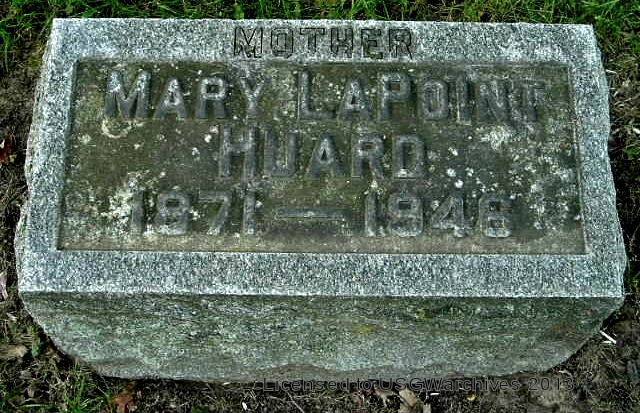 MOTHER
MARY LAPOINT
HUARD
1871 — 1946
Licensed to USGWarchives 2013